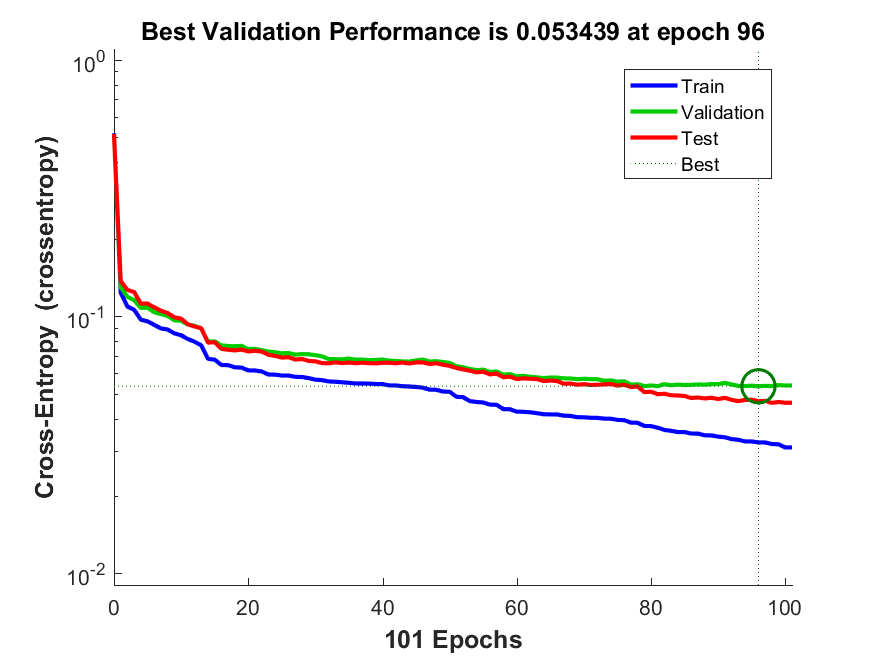 Best Validation Performance is 0.053439 at epoch 96
Cross-Entropy (crossentropy)
10^0
10^-1
10^-2
Train
Validation
Test
Best
0 20 40 60 80 100
101 Epochs